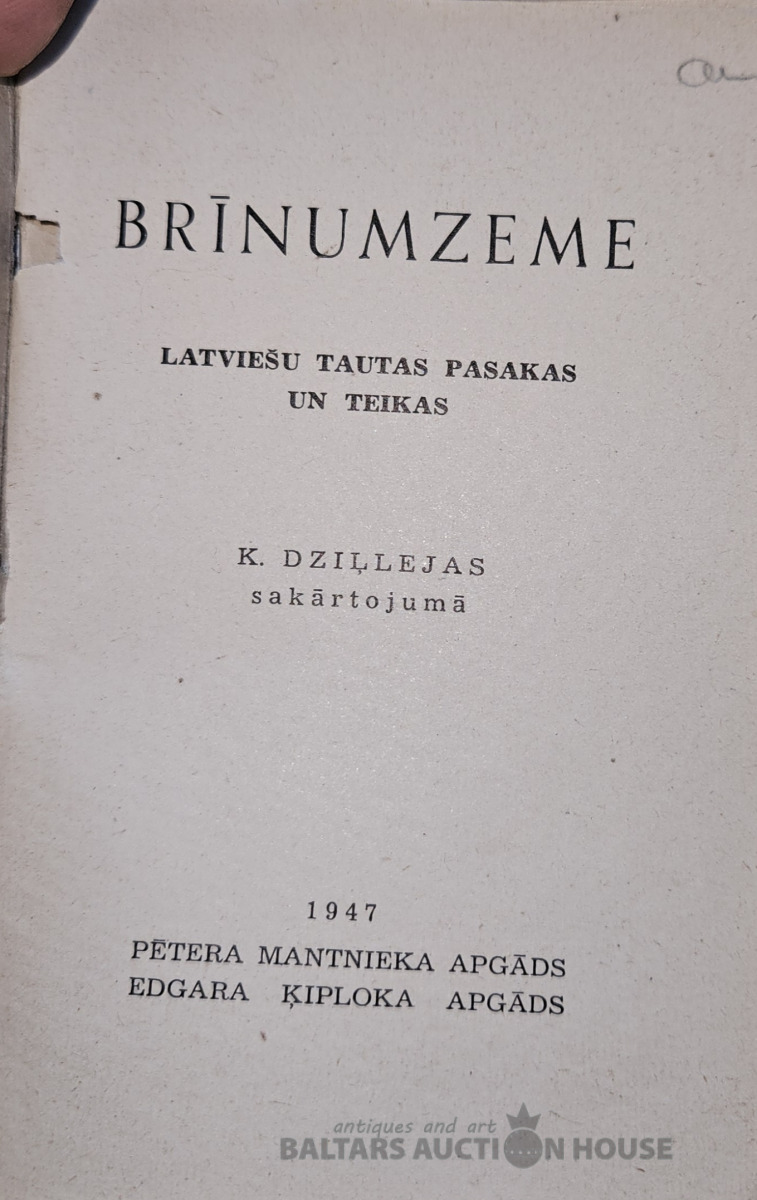 BRĪNUMZEME
LATVIEŠU TAUTAS PASAKAS
UN TEIKAS
K. DZIĻLEJAS
sakārtojumā
1947
PĒTERA MANTNIEKA APGĀDS
EDGARA ĶIPLOKA APGĀDS
antiques and art
BALTARS AUCTION HOUSE